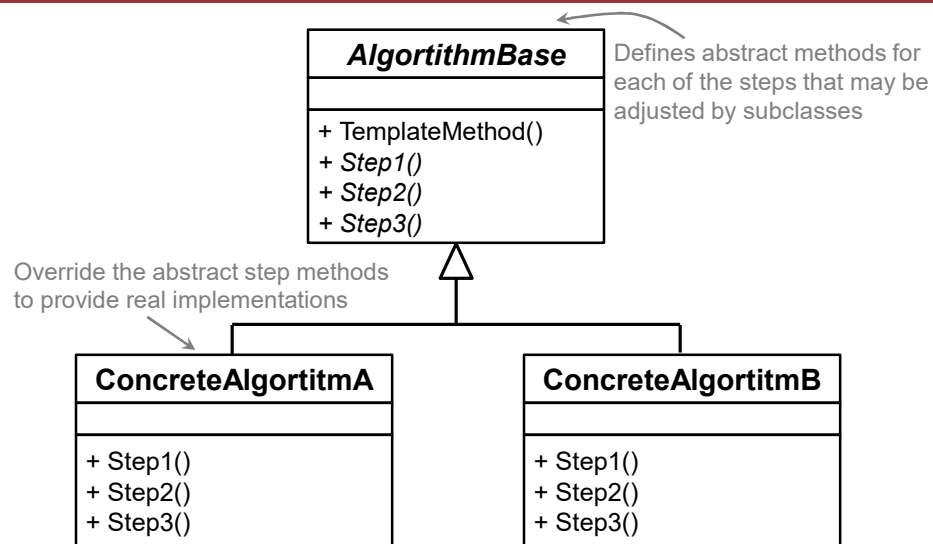 AlgortithmBase
Defines abstract methods for
each of the steps that may be
adjusted by subclasses
+ TemplateMethod()
+ Step1()
+ Step2()
+ Step3()
Override the abstract step methods
to provide real implementations
ConcreteAlgortitmA
+ Step1()
+ Step2()
+ Step3()
ConcreteAlgortitmB
+ Step1()
+ Step2()
+ Step3()